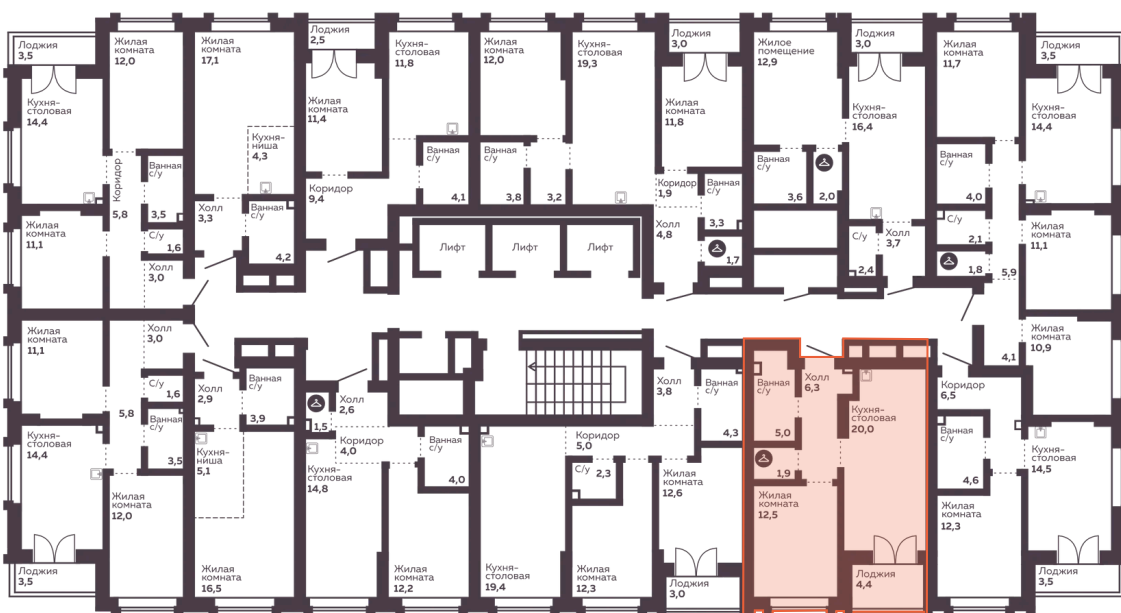 Лоджия
3,5
Жилая
комната
12,0
Жилая
комната
17,1
Лоджия
2,5
Кухня-
столовая
11,8
Жилая
комната
12,0
Кухня-
столовая
19,3
Лоджия
3,0
Жилое
помещение
12,9
Лоджия
3,0
Жилая
комната
11,7
Лоджия
3,5
Кухня-
столовая
14,4
Жилая
комната
11,4
Жилая
комната
11,8
Кухня-
столовая
16,4
Кухня-
столовая
14,4
Кухня-
ниша
4,3
Коридор
5,8
Ванная
с/у
3,5
Коридор
9,4
Ванная
с/у
4,1
Ванная
с/у
3,8
3,2
Коридор
1,9
Ванная
с/у
3,3
Ванная
с/у
3,6
2,0
Ванная
с/у
4,0
Жилая
комната
11,1
С/у
1,6
Холл
3,3
Ванная
с/у
4,2
Лифт
Лифт
Лифт
Холл
4,8
1,7
С/у
2,4
Холл
3,7
С/у
2,1
1,8
5,9
Жилая
комната
11,1
Холл
3,0
Жилая
комната
11,1
Холл
3,0
Жилая
комната
10,9
4,1
С/у
1,6
5,8
Холл
2,9
Ванная
с/у
3,9
1,5
Холл
2,6
Холл
3,8
Ванная
с/у
4,3
Ванная
с/у
5,0
Холл
6,3
Кухня-
столовая
20,0
Коридор
6,5
Кухня-
столовая
14,4
Ванная
с/у
3,5
Кухня-
ниша
5,1
Коридор
4,0
Ванная
с/у
4,0
Коридор
5,0
С/у
2,3
1,9
Ванная
с/у
4,6
Кухня-
столовая
14,5
Жилая
комната
12,0
Кухня-
столовая
14,8
Жилая
комната
12,6
Жилая
комната
12,5
Жилая
комната
12,3
Лоджия
3,5
Жилая
комната
16,5
Жилая
комната
12,2
Кухня-
столовая
19,4
Жилая
комната
12,3
Лоджия
3,0
Лоджия
4,4
Лоджия
3,5